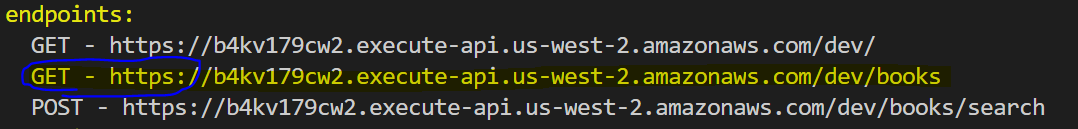 endpoints:
GET - https://b4kv179cw2.execute-api.us-west-2.amazonaws.com/dev/
GET - https://b4kv179cw2.execute-api.us-west-2.amazonaws.com/dev/books
POST - https://b4kv179cw2.execute-api.us-west-2.amazonaws.com/dev/books/search